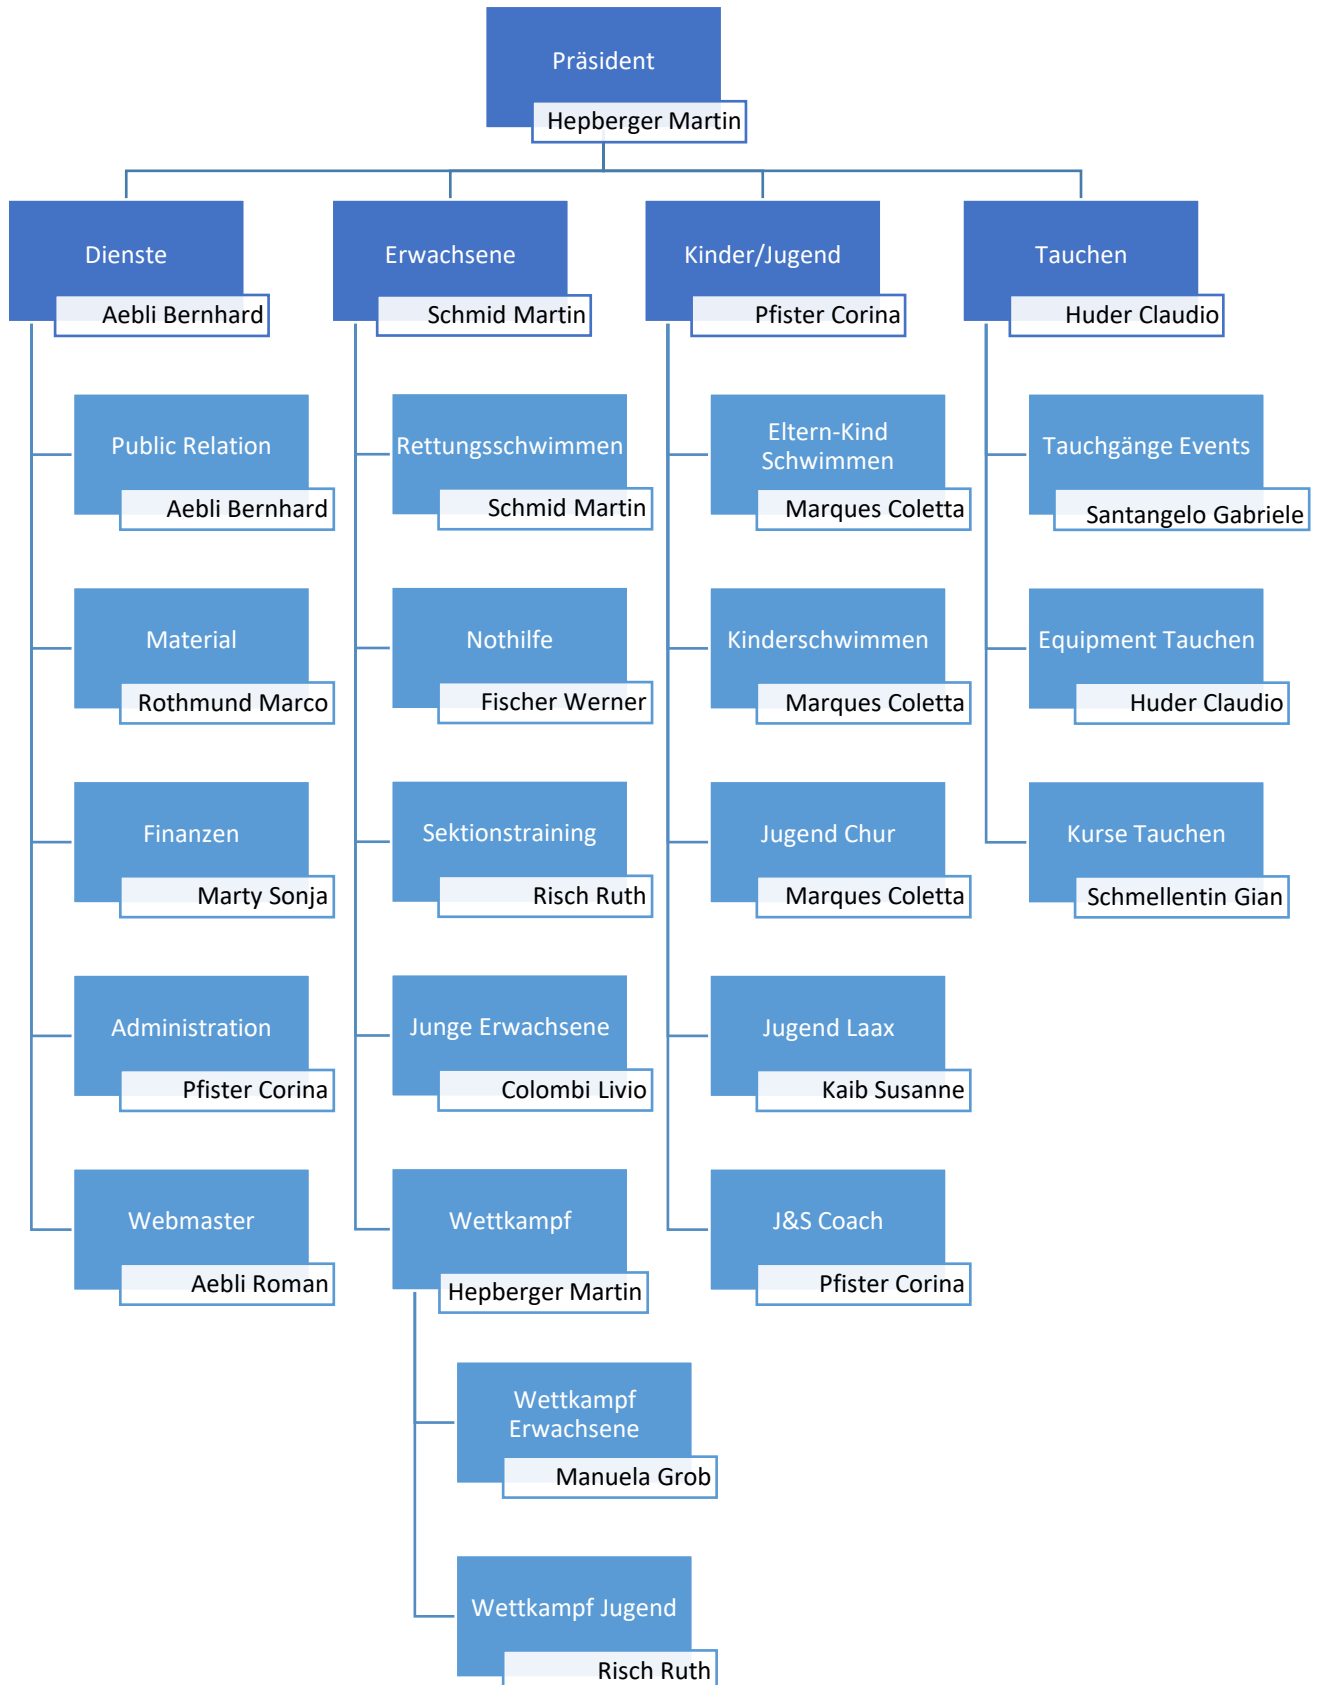 Präsident
Hepberger Martin
Dienste
Aebli Bernhard
Erwachsene
Schmid Martin
Kinder/Jugend
Pfister Corina
Tauchen
Huder Claudio
Public Relation
Aebli Bernhard
Material
Rothmund Marco
Finanzen
Marty Sonja
Administration
Pfister Corina
Webmaster
Aebli Roman
Rettungsschwimmen
Schmid Martin
Nothilfe
Fischer Werner
Sektionstraining
Risch Ruth
Junge Erwachsene
Colombi Livio
Wettkampf
Hepberger Martin
Wettkampf
Erwachsene
Manuela Grob
Wettkampf Jugend
Risch Ruth
Eltern-Kind
Schwimmen
Marques Coletta
Kinderschwimmen
Marques Coletta
Jugend Chur
Marques Coletta
Jugend Laax
Kaib Susanne
J&S Coach
Pfister Corina
Tauchgänge Events
Santangelo Gabriele
Equipment Tauchen
Huder Claudio
Kurse Tauchen
Schmellentin Gian